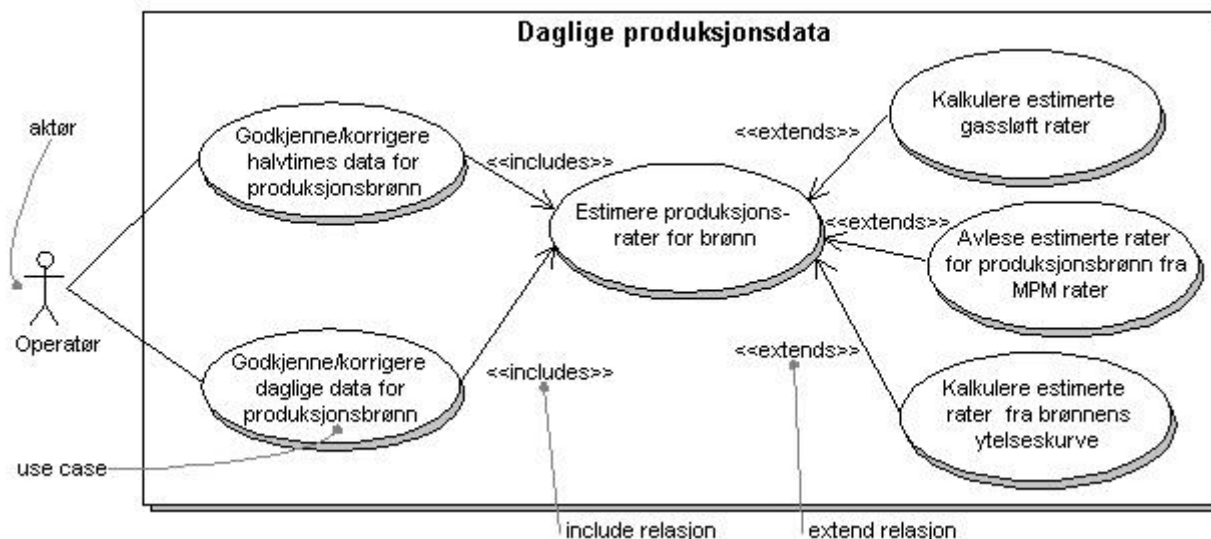 Daglige produksjonsdata
aktør
Operatør
use case
Godkjenne/korrigere
halvtimes data for
produksjonsbrønn
Godkjenne/korrigere
daglige data for
produksjonsbrønn
<<includes>>
<<includes>>
include relasjon
Estimere produksjons-
rater for brønn
<<extends>>
<<extends>>
<<extends>>
extend relasjon
Kalkulere estimerte
gassløft rater
Avlese estimerte rater
for produksjonsbrønn fra
MPM rater
Kalkulere estimerte
rater fra brønnens
ytelseskurve